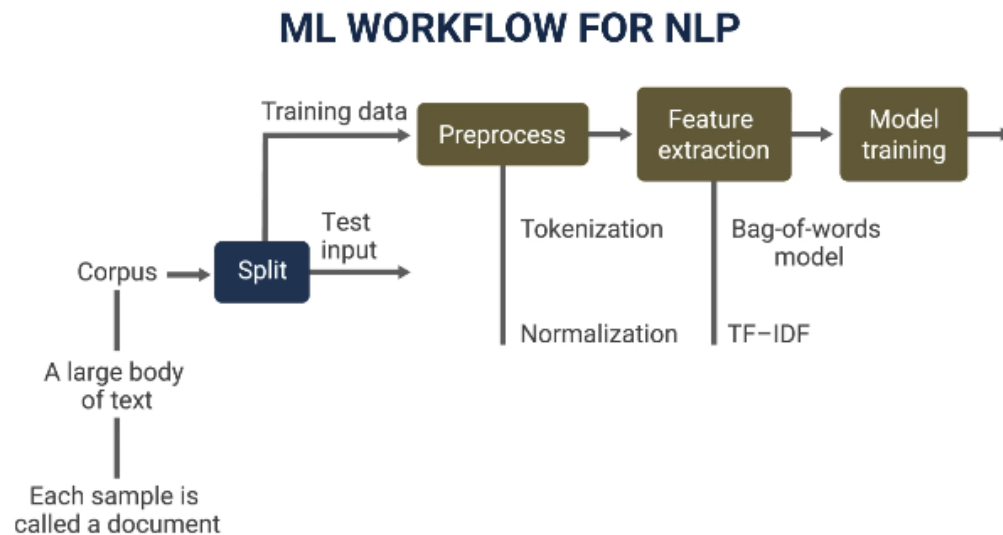 ML WORKFLOW FOR NLP
Training data
Preprocess
Feature
extraction
Model
training
Test
input
Tokenization
Bag-of-words
model
Corpus
Split
Normalization
TF–IDF
A large body
of text
Each sample is
called a document